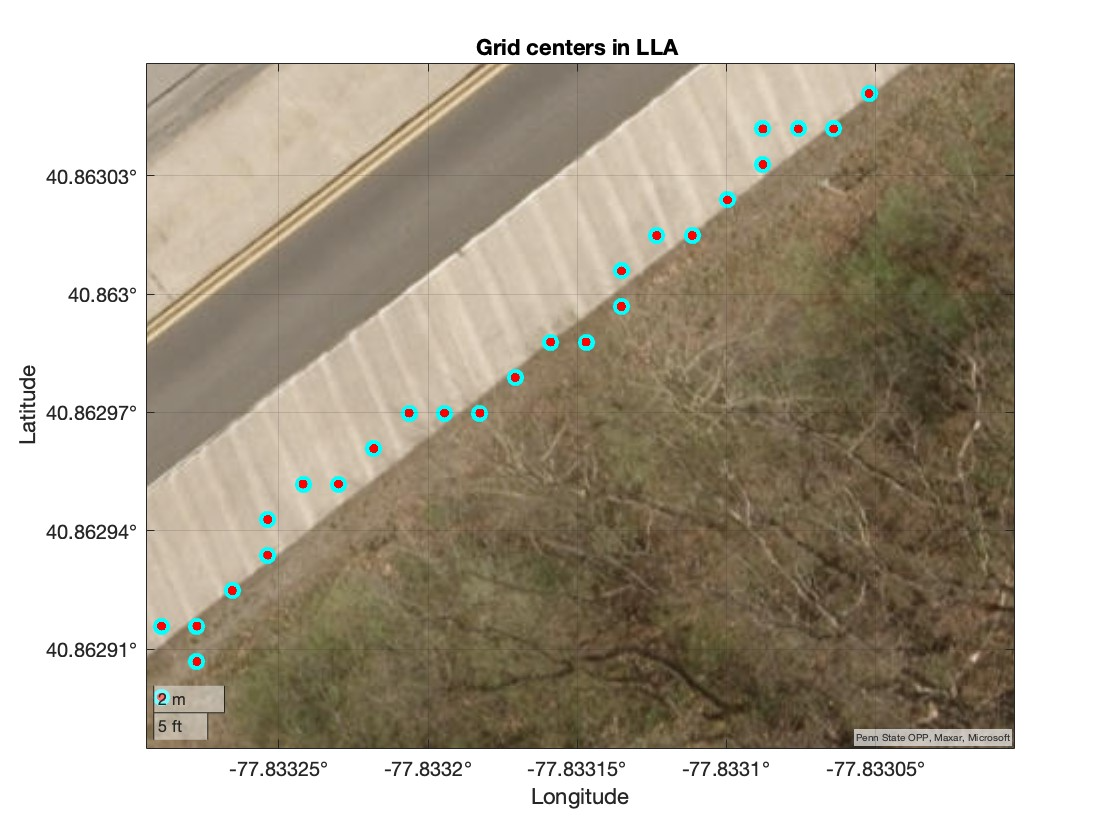 Grid centers in LLA
Latitude
40.86303°
40.863°
40.86297°
40.86294°
40.86291°
2 m
5 ft
Penn State OPP, Maxar, Microsoft
-77.83325°
-77.8332°
-77.83315°
-77.8331°
-77.83305°
Longitude